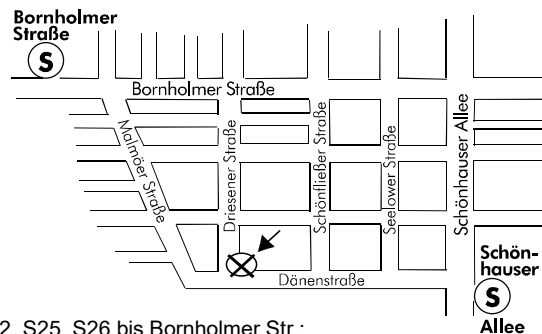 Bornholmer
Straße
S
Bornholmer Straße
Malmöer Straße
Driesener Straße
Schönfließer Straße
Seelower Straße
Schönhauser Allee
Dänenstraße
Schön-
hauser
S
Allee
2, S25, S26 bis Bornholmer Str.;